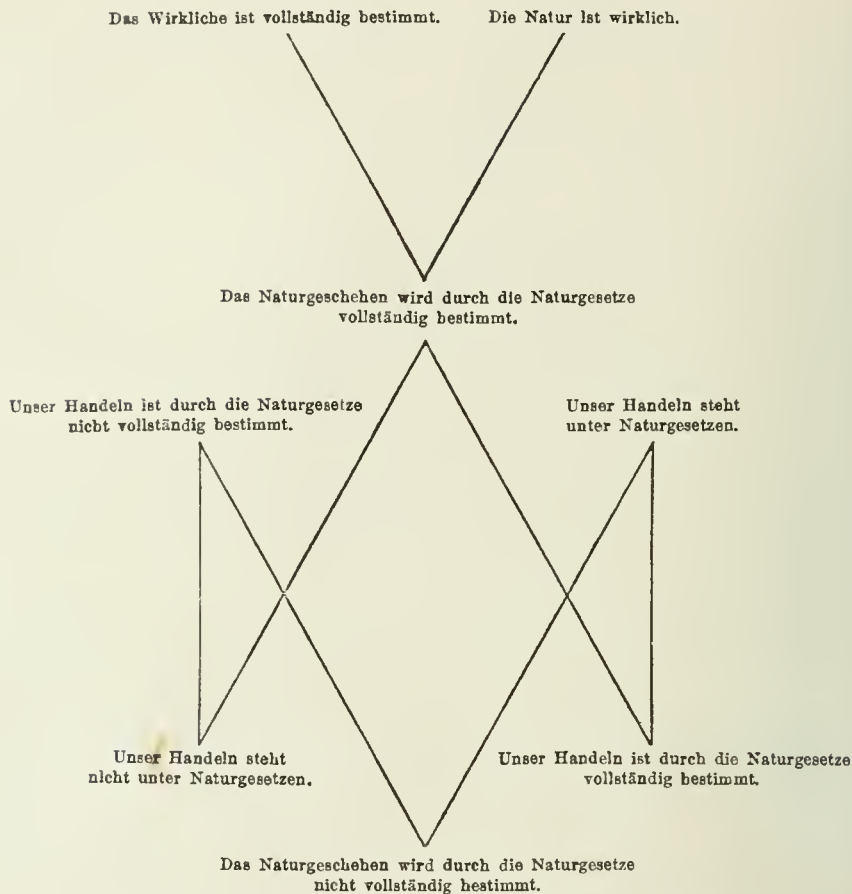 Das Wirkliche ist vollständig bestimmt.
Die Natur ist wirklich.
Das Naturgeschehen wird durch die Naturgesetze
vollständig bestimmt.
Unser Handeln ist durch die Naturgesetze
nicht vollständig bestimmt.
Unser Handeln steht
unter Naturgesetzen.
Unser Handeln steht
nicht unter Naturgesetzen.
Unser Handeln ist durch die Naturgesetze
vollständig bestimmt.
Das Naturgeschehen wird durch die Naturgesetze
nicht vollständig bestimmt.